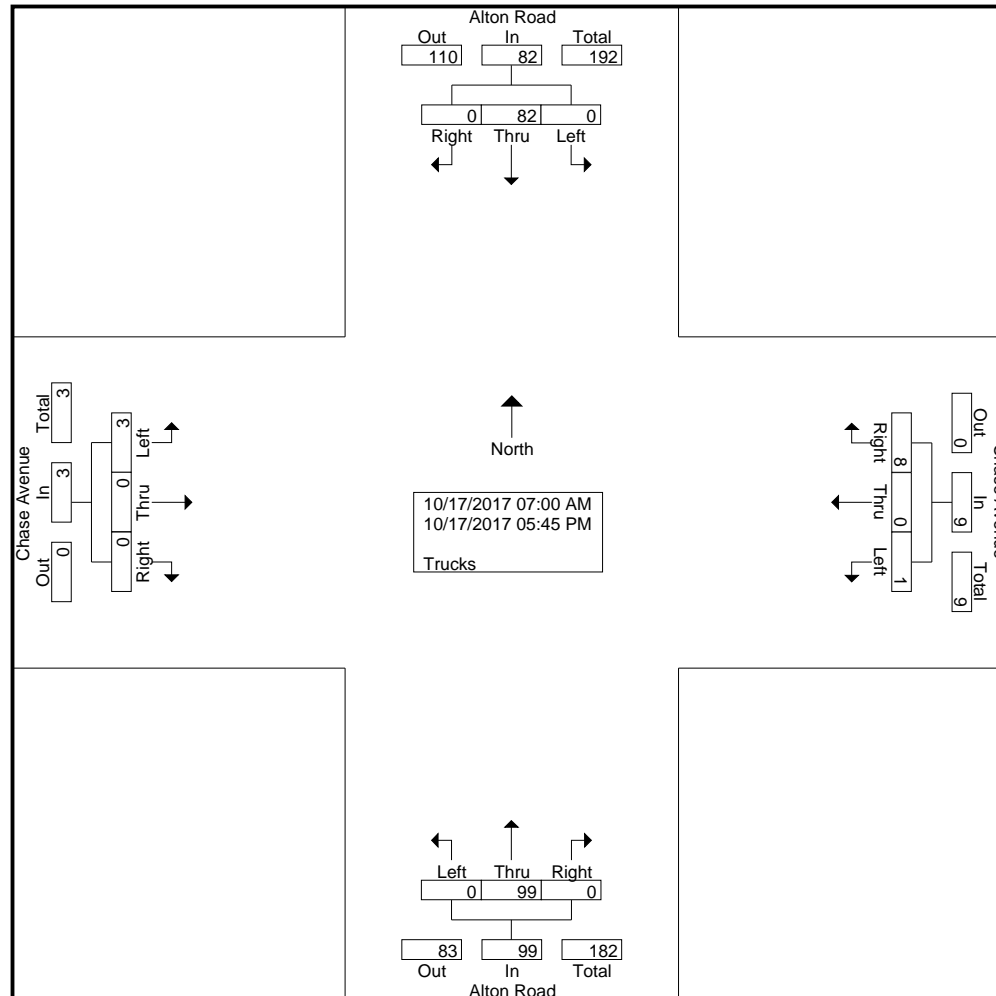 Alton Road
Out In Total
110 82 192
0 82 0
Right Thru Left
Chase Avenue
Total In Out
3 3 0
3 0 0
Left Thru Right
North
10/17/2017 07:00 AM
10/17/2017 05:45 PM
Trucks
Right Thru Left
8 0 1
0 9 9
Out In Total
Left Thru Right
0 99 0
83 99 182
Out In Total
Alton Road